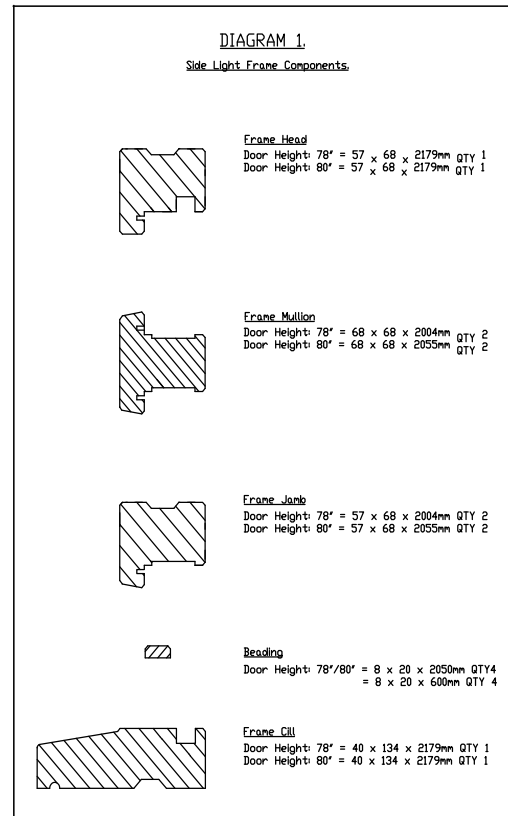 DIAGRAM 1.
Side Light Frame Components.
Frame Head
Door Height: 78" = 57 x 68 x 2179mm QTY 1
Door Height: 80" = 57 x 68 x 2179mm QTY 1
Frame Mullion
Door Height: 78" = 68 x 68 x 2004mm QTY 2
Door Height: 80" = 68 x 68 x 2055mm QTY 2
Frame Jamb
Door Height: 78" = 57 x 68 x 2004mm QTY 2
Door Height: 80" = 57 x 68 x 2055mm QTY 2
Beading
Door Height: 78"/80" = 8 x 20 x 2050mm QTY4
= 8 x 20 x 600mm QTY 4
Frame Cill
Door Height: 78" = 40 x 134 x 2179mm QTY 1
Door Height: 80" = 40 x 134 x 2179mm QTY 1